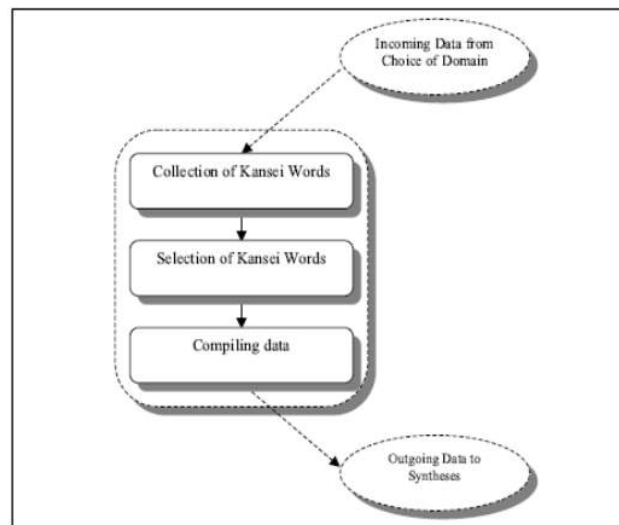 Incoming Data from
Choice of Domain
Collection of Kansei Words
Selection of Kansei Words
Compiling data
Outgoing Data to
Syntheses